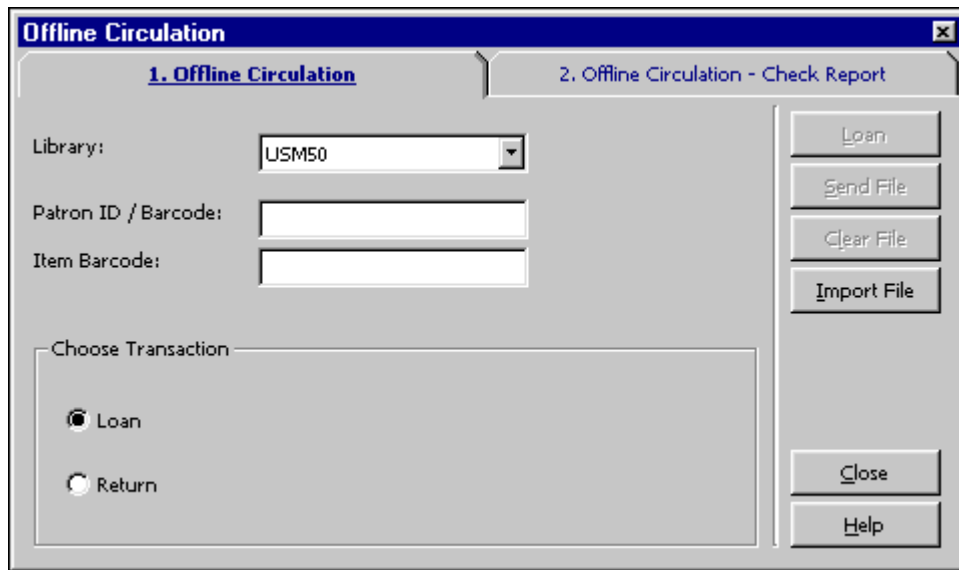 Offline Circulation
1. Offline Circulation
2. Offline Circulation - Check Report
Library:
USM50
Patron ID / Barcode:
Item Barcode:
Choose Transaction
Loan
Return
Loan
Send File
Clear File
Import File
Close
Help